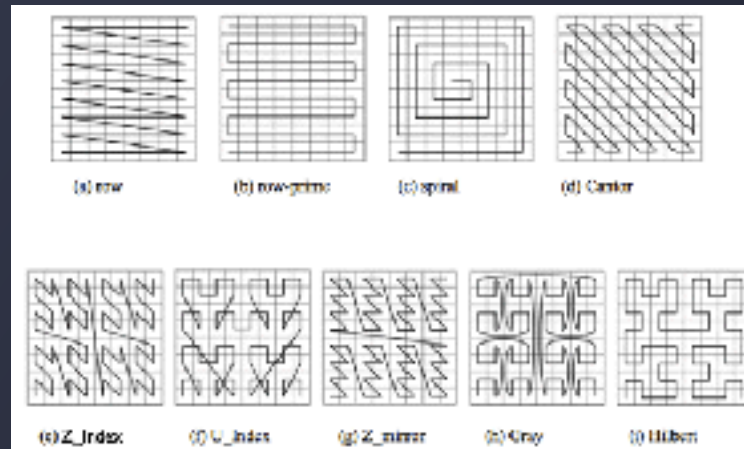 (a) row (b) row-prime (c) spiral (d) Cantor
(e) Z_Index (f) U_Index (g) Z_mirror (h) Gray (i) Hilbert